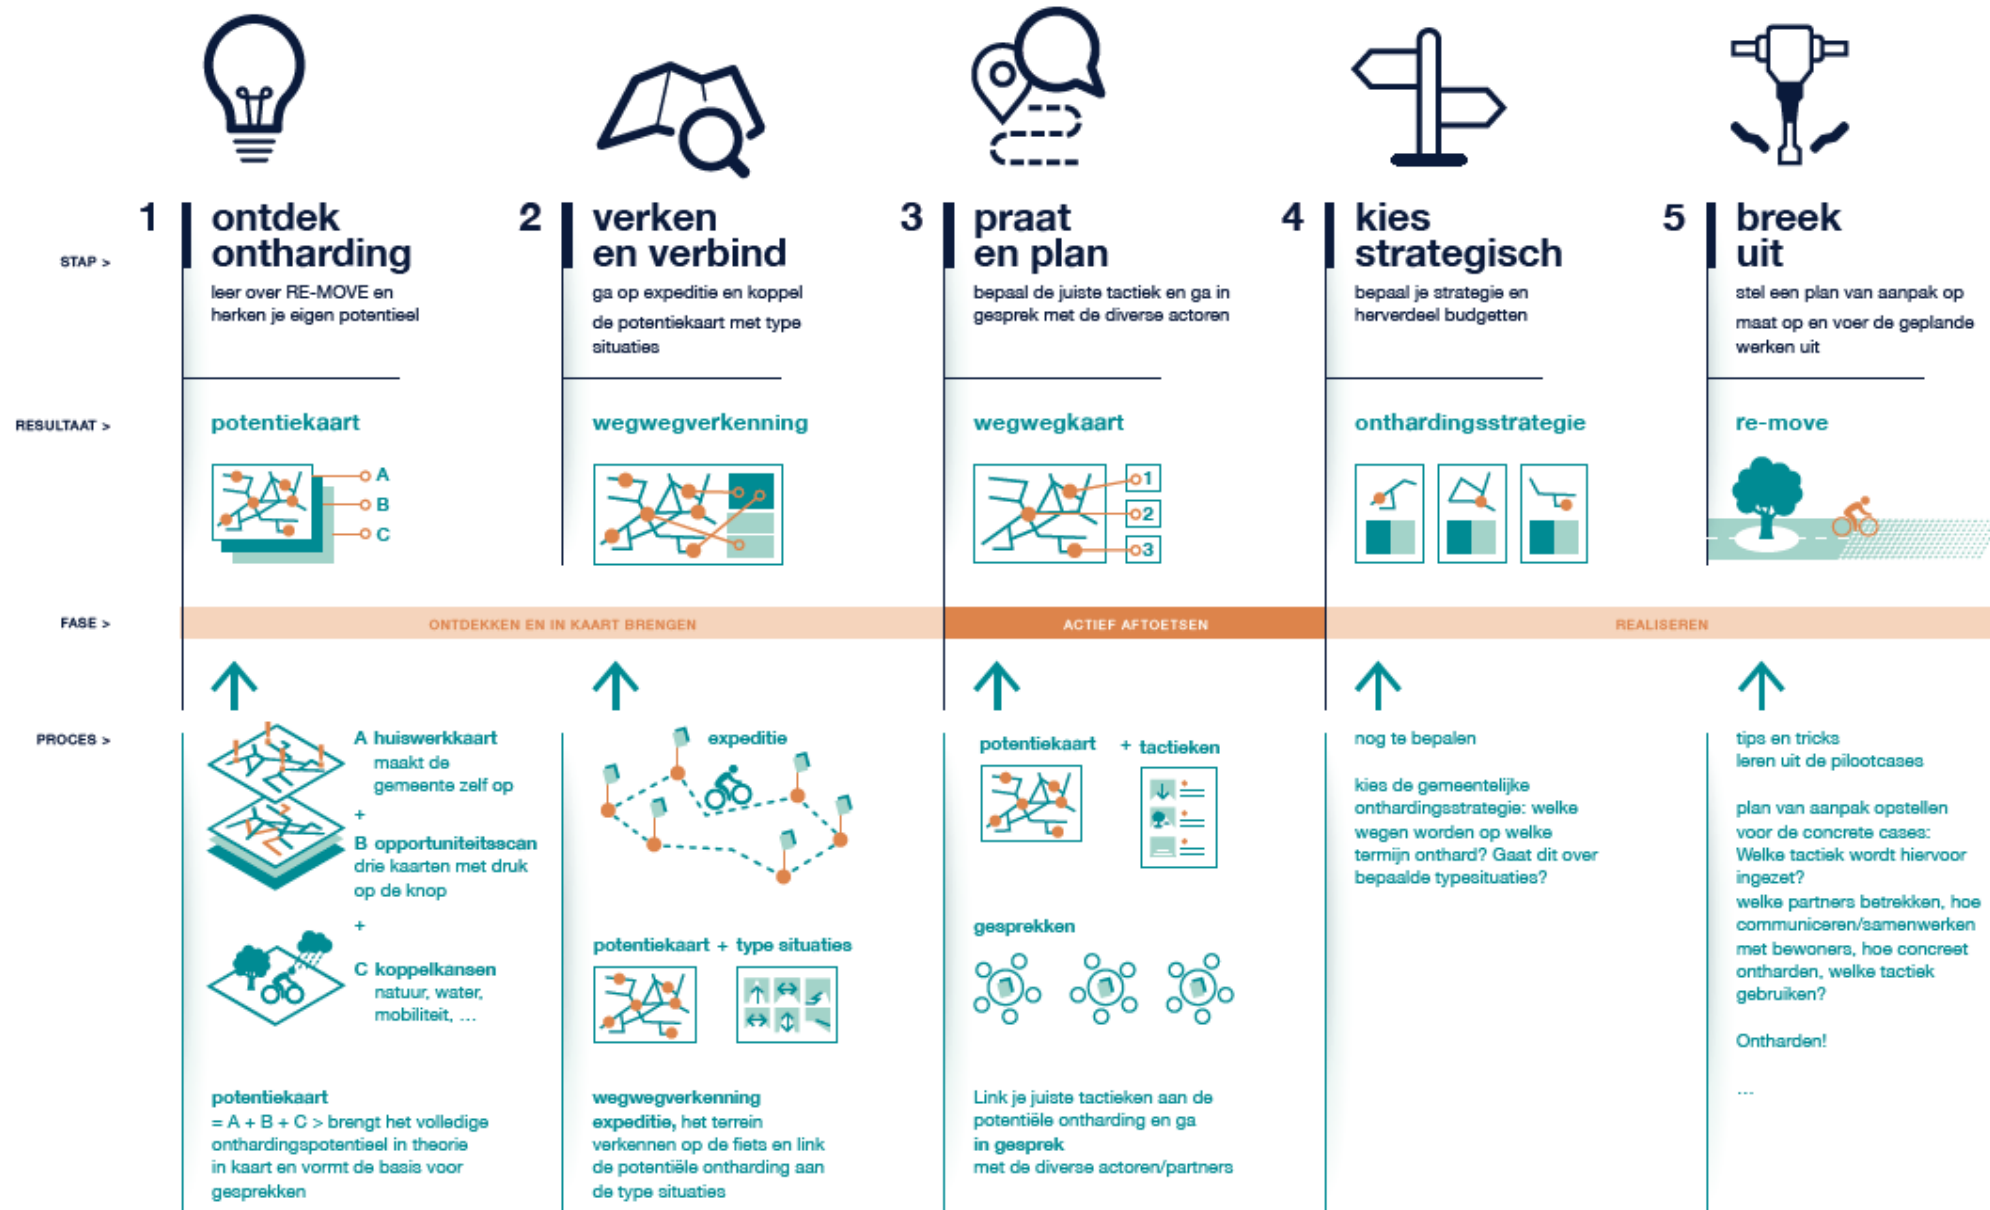 STAP >
1
ontdek
ontharding
leer over RE-MOVE en
herken je eigen potentieel
2
verken
en verbind
ga op expeditie en koppel
de potentiekaart met type
situaties
3
praat
en plan
bepaal de juiste tactiek en ga in
gesprek met de diverse actoren
4
kies
strategisch
bepaal je strategie en
herverdeel budgetten
5
breek
uit
stel een plan van aanpak op
maat op en voer de geplande
werken uit
RESULTAAT >
potentiekaart
A
B
C
wegwegverkenning
wegwegkaart
1
2
3
onthardingsstrategie
re-move
FASE >
ONTDEKKEN EN IN KAART BRENGEN
ACTIEF AFTOETSEN
REALISEREN
PROCES >
A huiswerkkaart
maakt de
gemeente zelf op
+
B opportuniteitsscan
drie kaarten met druk
op de knop
+
C koppelkansen
natuur, water,
mobiliteit, ...
potentiekaart
= A + B + C > brengt het volledige
onthardingspotentieel in theorie
in kaart en vormt de basis voor
gesprekken
expeditie
potentiekaart + type situaties
wegwegverkenning
expeditie, het terrein
verkennen op de fiets en link
de potentiële ontharding aan
de type situaties
potentiekaart + tactieken
gesprekken
Link je juiste tactieken aan de
potentiële ontharding en ga
in gesprek
met de diverse actoren/partners
nog te bepalen
kies de gemeentelijke
onthardingsstrategie: welke
wegen worden op welke
termijn onthard? Gaat dit over
bepaalde typesituaties?
tips en tricks
leren uit de pilootcases
plan van aanpak opstellen
voor de concrete cases:
Welke tactiek wordt hiervoor
ingezet?
welke partners betrekken, hoe
communiceren/samenwerken
met bewoners, hoe concreet
ontharden, welke tactiek
gebruiken?
Ontharden!
...